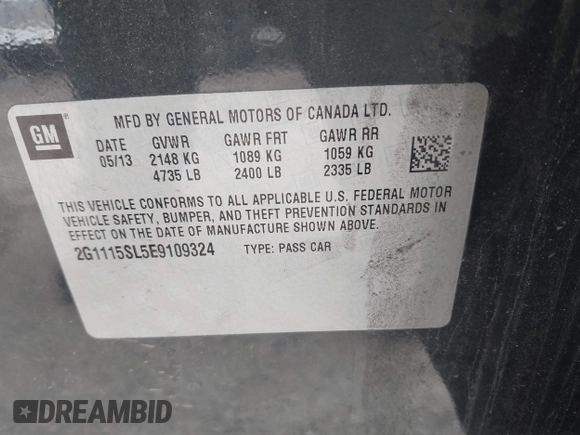 GM ®
MFD BY GENERAL MOTORS OF CANADA LTD.
DATE GVWR GAWR FRT GAWR RR
05/13 2148 KG 1089 KG 1059 KG
4735 LB 2400 LB 2335 LB
THIS VEHICLE CONFORMS TO ALL APPLICABLE U.S. FEDERAL MOTOR
VEHICLE SAFETY, BUMPER, AND THEFT PREVENTION STANDARDS IN
EFFECT ON THE DATE OF MANUFACTURE SHOWN ABOVE.
2G1115SL5E9109324 TYPE: PASS CAR
DREAMBID